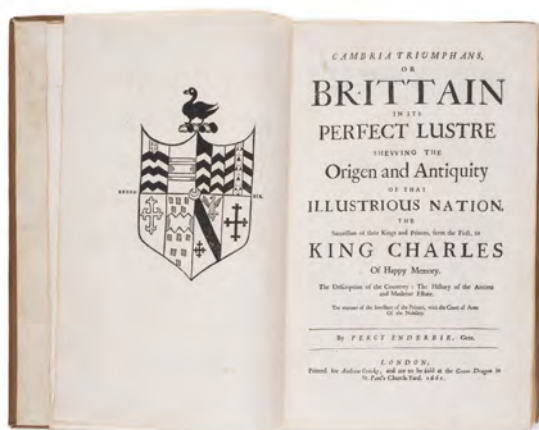 CAMBRIA TRIUMPHANS,
OR
BRITTAIN
IN ITS
PERFECT LUSTRE
SHEVVING THE
Origen and Antiquity
OF THAT
ILLUSTRIOUS NATION.
THE
Succession of their Kings and Princes, from the First, to
KING CHARLES
Of Happy Memory.
The Description of the Countrey: The History of the Antient
and Moderne Estate.
The manner of the Investure of the Princes, with the Coats of Arms
Of the Nobility.
By PERCY ENDERBIE, Gent.
LONDON,
Printed for Andrew Crooke, and are to be sold at the Green Dragon in
St. Paul's Church-Yard. 1661.